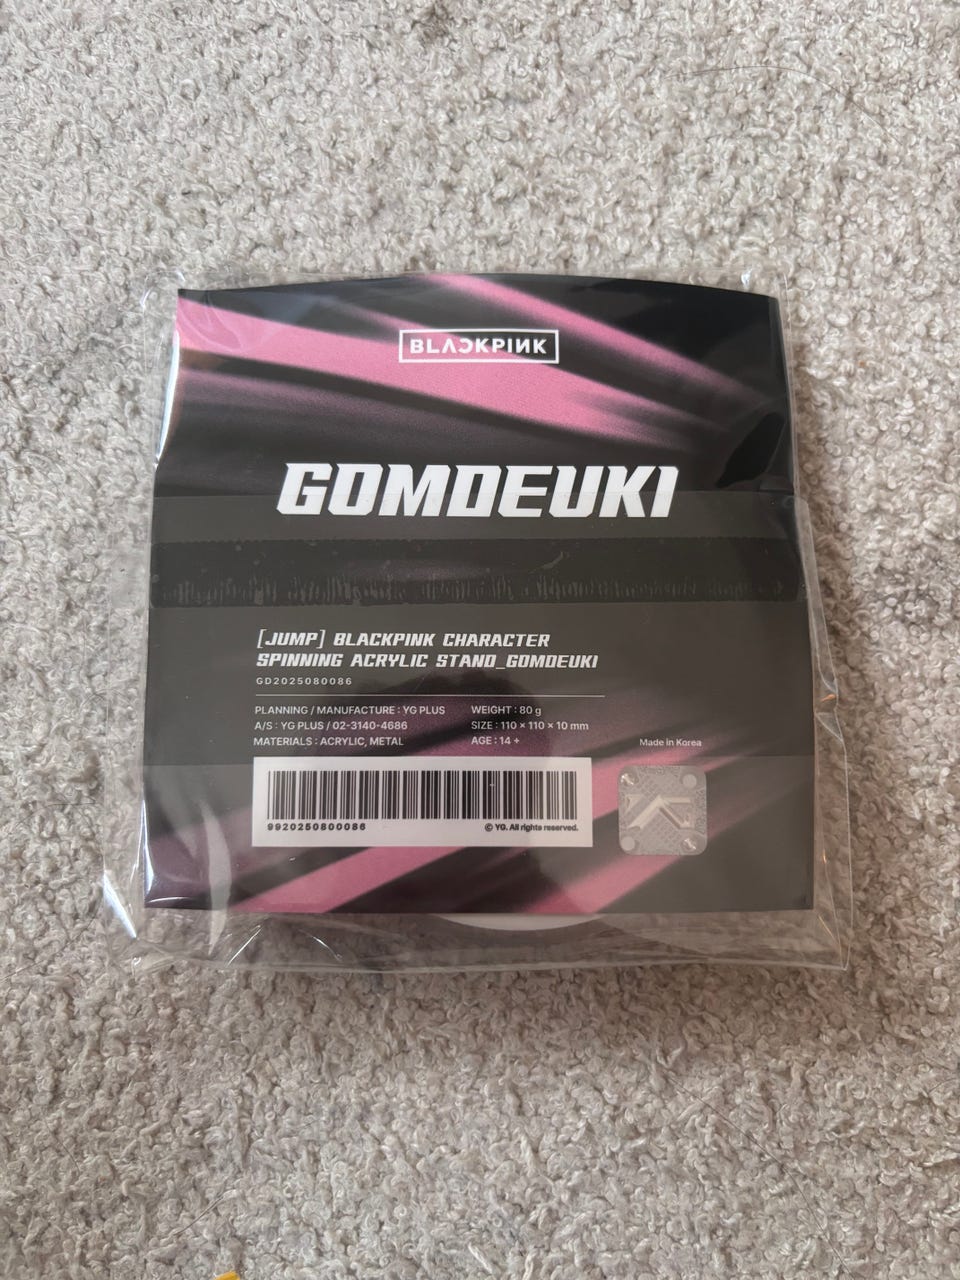 BLACKPINK
GOMDEUKI
[JUMP] BLACKPINK CHARACTER
SPINNING ACRYLIC STAND_GOMDEUKI
GD2025080086
PLANNING / MANUFACTURE : YG PLUS
A/S : YG PLUS / 02-3140-4686
MATERIALS : ACRYLIC, METAL
WEIGHT : 80 g
SIZE : 110 × 110 × 10 mm
AGE : 14 +
Made in Korea
9920250800086
© YG. All rights reserved.